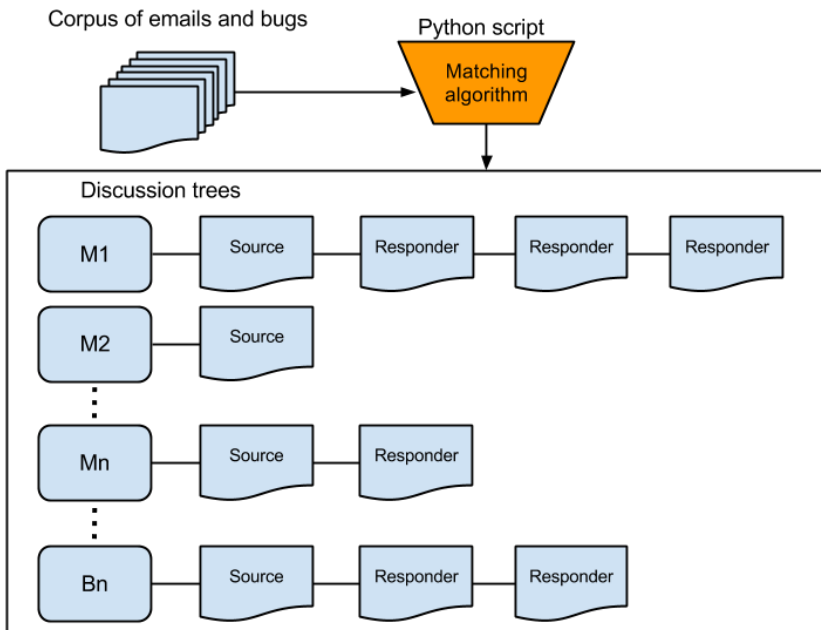 Corpus of emails and bugs
Python script
Matching
algorithm
Discussion trees
M1
Source
Responder
Responder
Responder
M2
Source
Mn
Source
Responder
Bn
Source
Responder
Responder